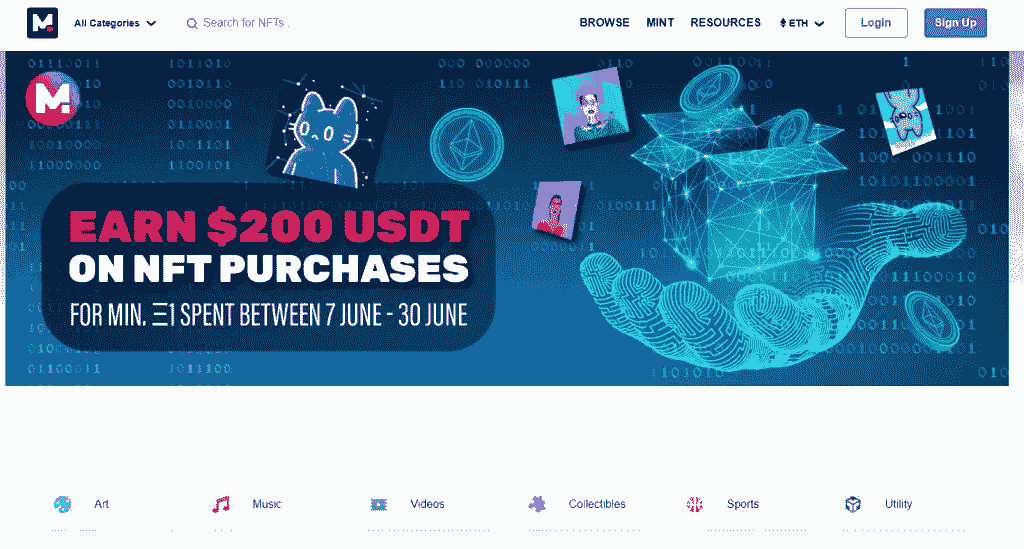 M.
All Categories
Search for NFTs .
BROWSE
MINT
RESOURCES
ETH
Login
Sign Up
M.
EARN $200 USDT
ON NFT PURCHASES
FOR MIN. Ξ1 SPENT BETWEEN 7 JUNE - 30 JUNE
Art
Music
Videos
Collectibles
Sports
Utility